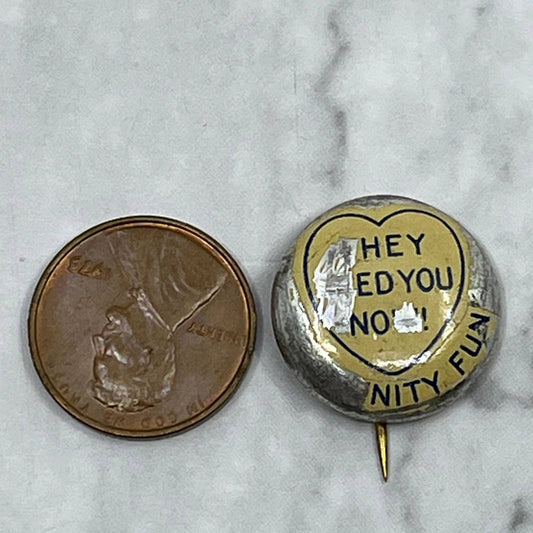 HEY
ED YOU
NO !
NITY FUN
LIBERTY
IN GOD WE TRUST